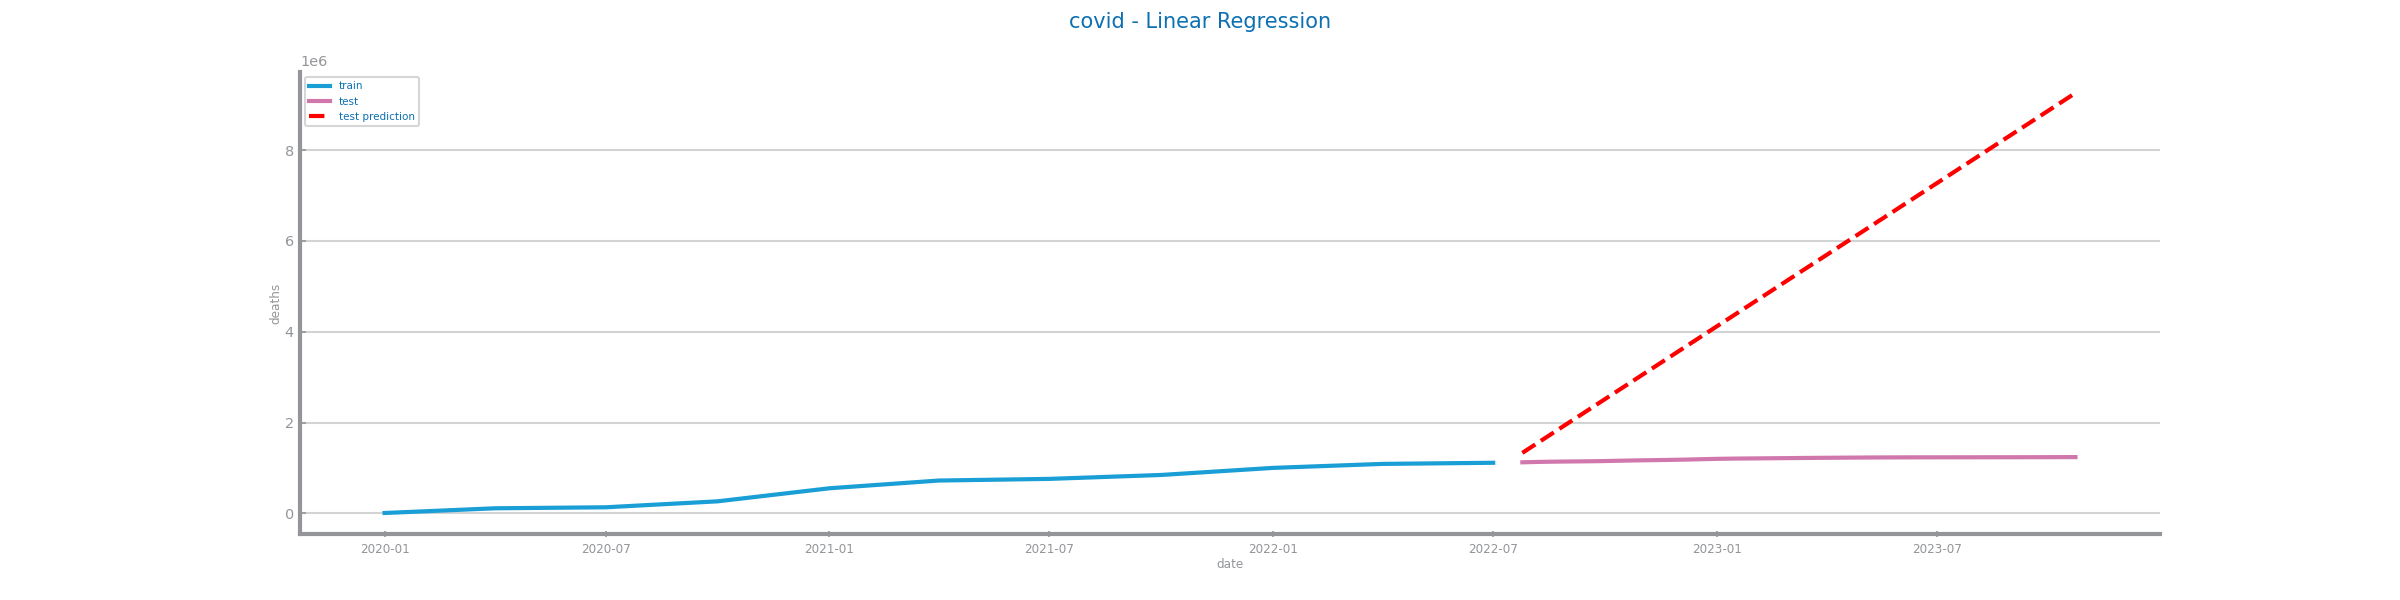 covid - Linear Regression
1e6
train
test
test prediction
8
6
4
2
0
deaths
2020-01 2020-07 2021-01 2021-07 2022-01 2022-07 2023-01 2023-07
date